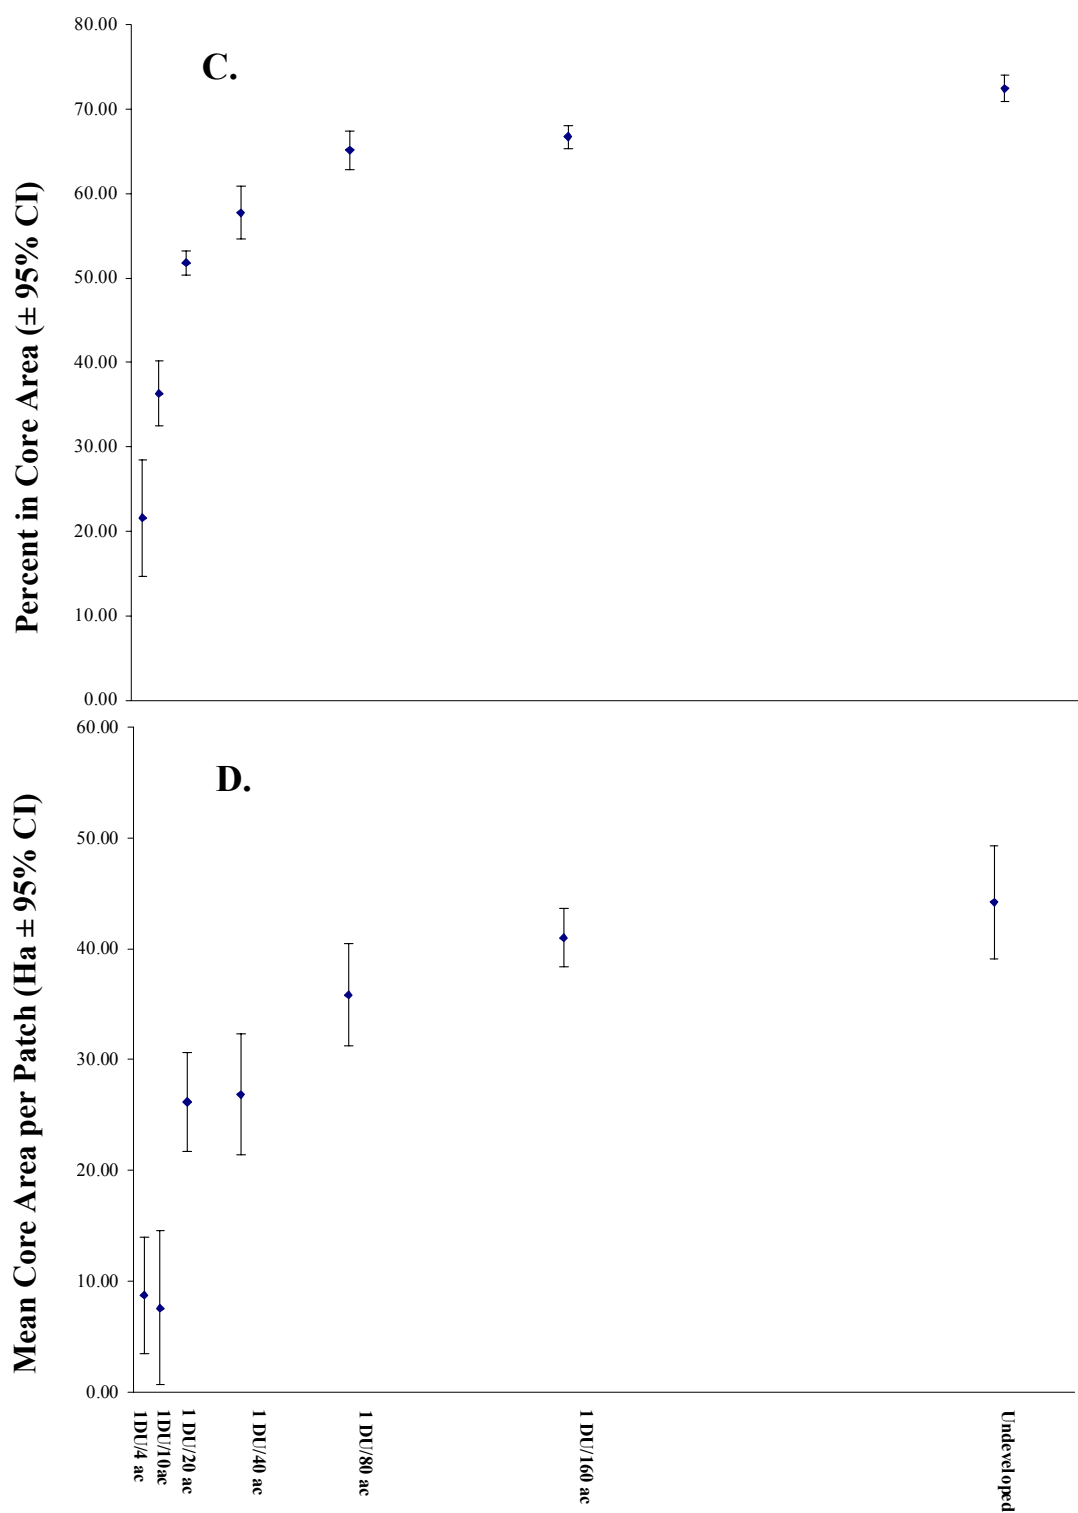 80.00
C.
70.00
60.00
50.00
40.00
30.00
20.00
10.00
0.00
Percent in Core Area (± 95% CI)
60.00
D.
50.00
40.00
30.00
20.00
10.00
0.00
Mean Core Area per Patch (Ha ± 95% CI)
1DU/4 ac
1DU/10ac
1 DU/20 ac
1 DU/40 ac
1 DU/80 ac
1 DU/160 ac
Undeveloped